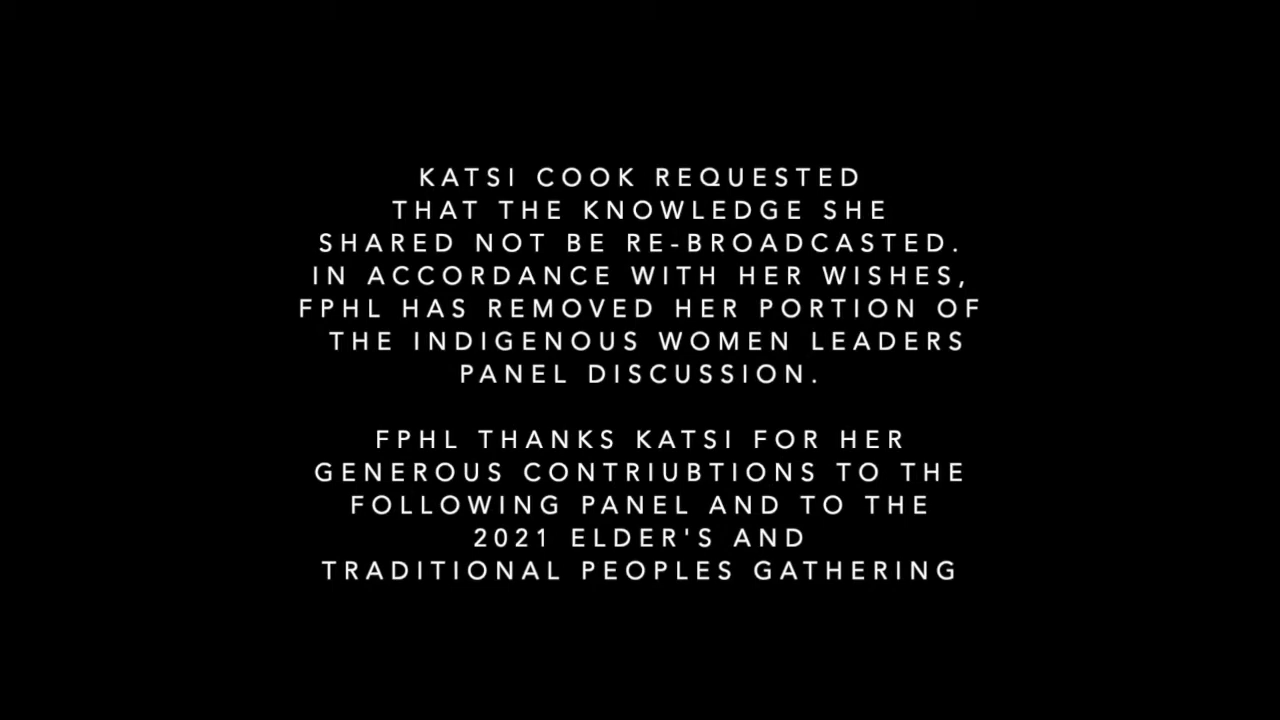 KATSI COOK REQUESTED
THAT THE KNOWLEDGE SHE
SHARED NOT BE RE-BROADCASTED.
IN ACCORDANCE WITH HER WISHES,
FPHL HAS REMOVED HER PORTION OF
THE INDIGENOUS WOMEN LEADERS
PANEL DISCUSSION.
FPHL THANKS KATSI FOR HER
GENEROUS CONTRIUBTIONS TO THE
FOLLOWING PANEL AND TO THE
2021 ELDER'S AND
TRADITIONAL PEOPLES GATHERING